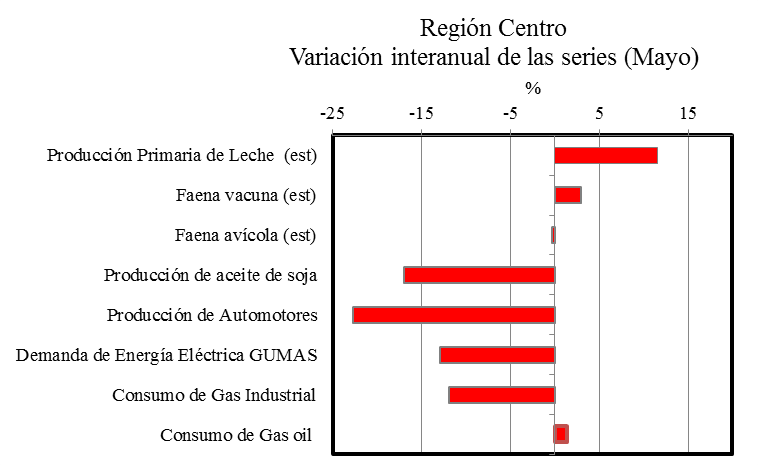 Región Centro
Variación interanual de las series (Mayo)
%
-25 -15 -5 5 15
Producción Primaria de Leche (est)
Faena vacuna (est)
Faena avícola (est)
Producción de aceite de soja
Producción de Automotores
Demanda de Energía Eléctrica GUMAS
Consumo de Gas Industrial
Consumo de Gas oil